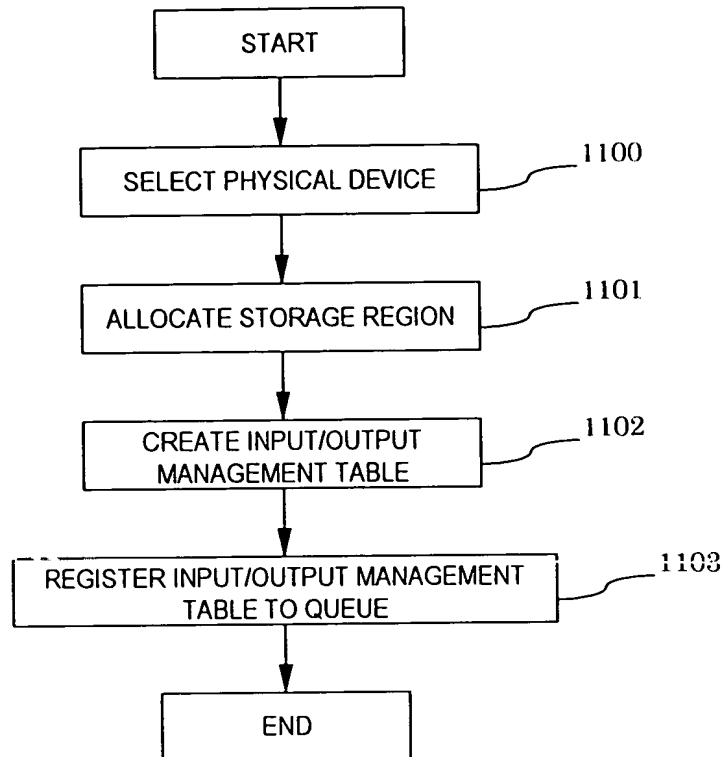 START
SELECT PHYSICAL DEVICE
1100
ALLOCATE STORAGE REGION
1101
CREATE INPUT/OUTPUT
MANAGEMENT TABLE
1102
REGISTER INPUT/OUTPUT MANAGEMENT
TABLE TO QUEUE
1103
END